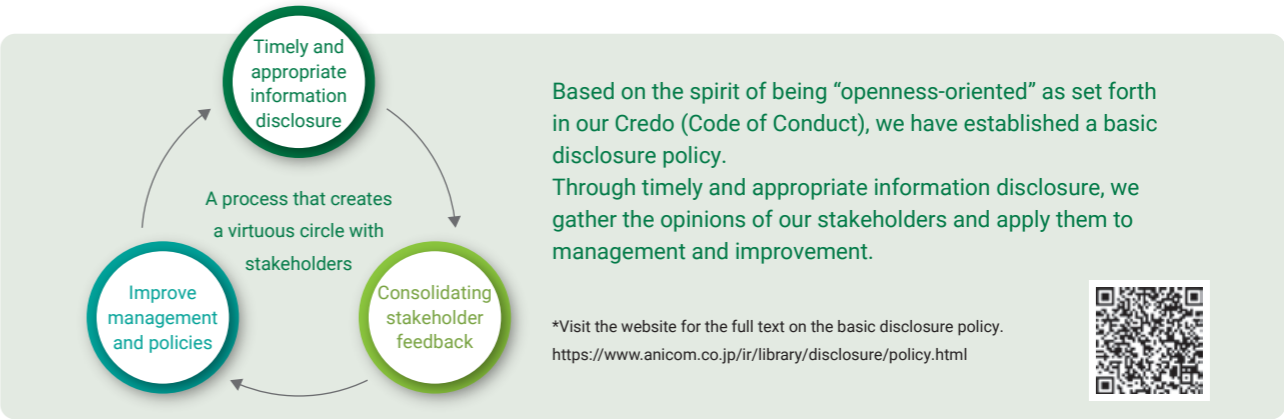 Timely and
appropriate
information
disclosure
A process that creates
a virtuous circle with
stakeholders
Improve
management
and policies
Consolidating
stakeholder
feedback
Based on the spirit of being “openness-oriented” as set forth
in our Credo (Code of Conduct), we have established a basic
disclosure policy.
Through timely and appropriate information disclosure, we
gather the opinions of our stakeholders and apply them to
management and improvement.
*Visit the website for the full text on the basic disclosure policy.
https://www.anicom.co.jp/ir/library/disclosure/policy.html